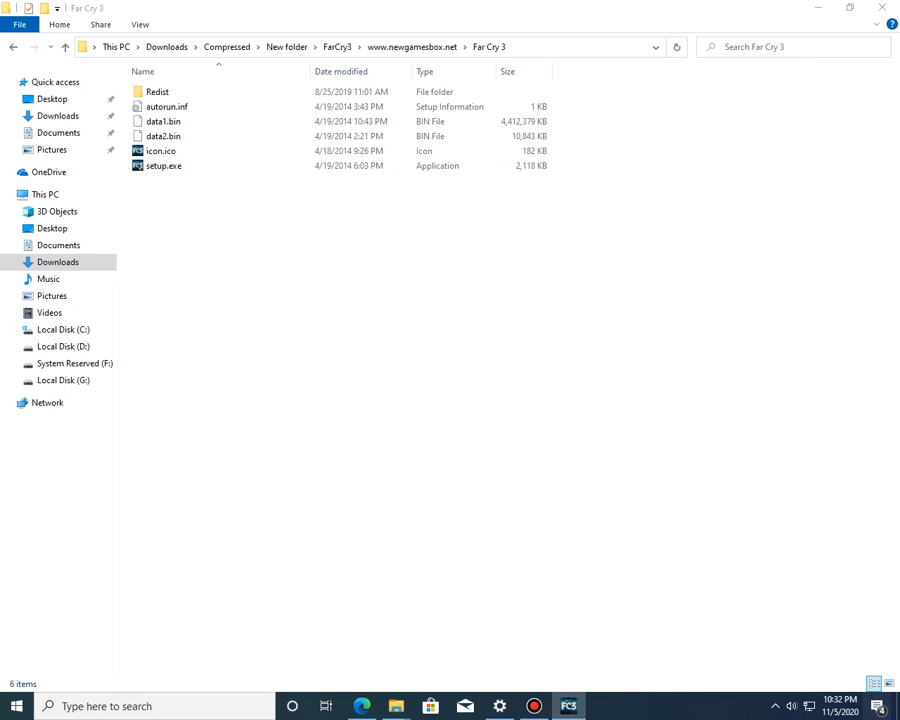 Far Cry 3
File Home Share View
This PC Downloads Compressed New folder FarCry3 www.newgamesbox.net Far Cry 3 Search Far Cry 3
Name Date modified Type Size
Quick access
Desktop
Downloads
Documents
Pictures
OneDrive
This PC
3D Objects
Desktop
Documents
Downloads
Music
Pictures
Videos
Local Disk (C:)
Local Disk (D:)
System Reserved (F:)
Local Disk (G:)
Network
Redist 8/25/2019 11:01 AM File folder
autorun.inf 4/19/2014 3:43 PM Setup Information 1 KB
data1.bin 4/19/2014 10:43 PM BIN File 4,412,379 KB
data2.bin 4/19/2014 2:21 PM BIN File 10,843 KB
icon.ico 4/18/2014 9:26 PM Icon 182 KB
setup.exe 4/19/2014 6:03 PM Application 2,118 KB
6 items
Type here to search
FC3
10:32 PM
11/5/2020
4